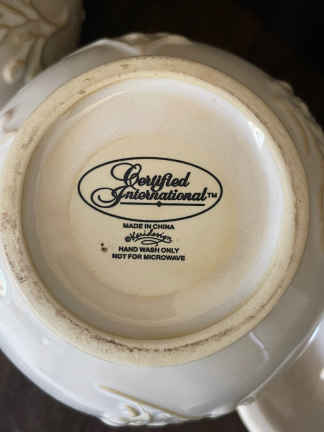 Certified
International™
MADE IN CHINA
HAND WASH ONLY
NOT FOR MICROWAVE